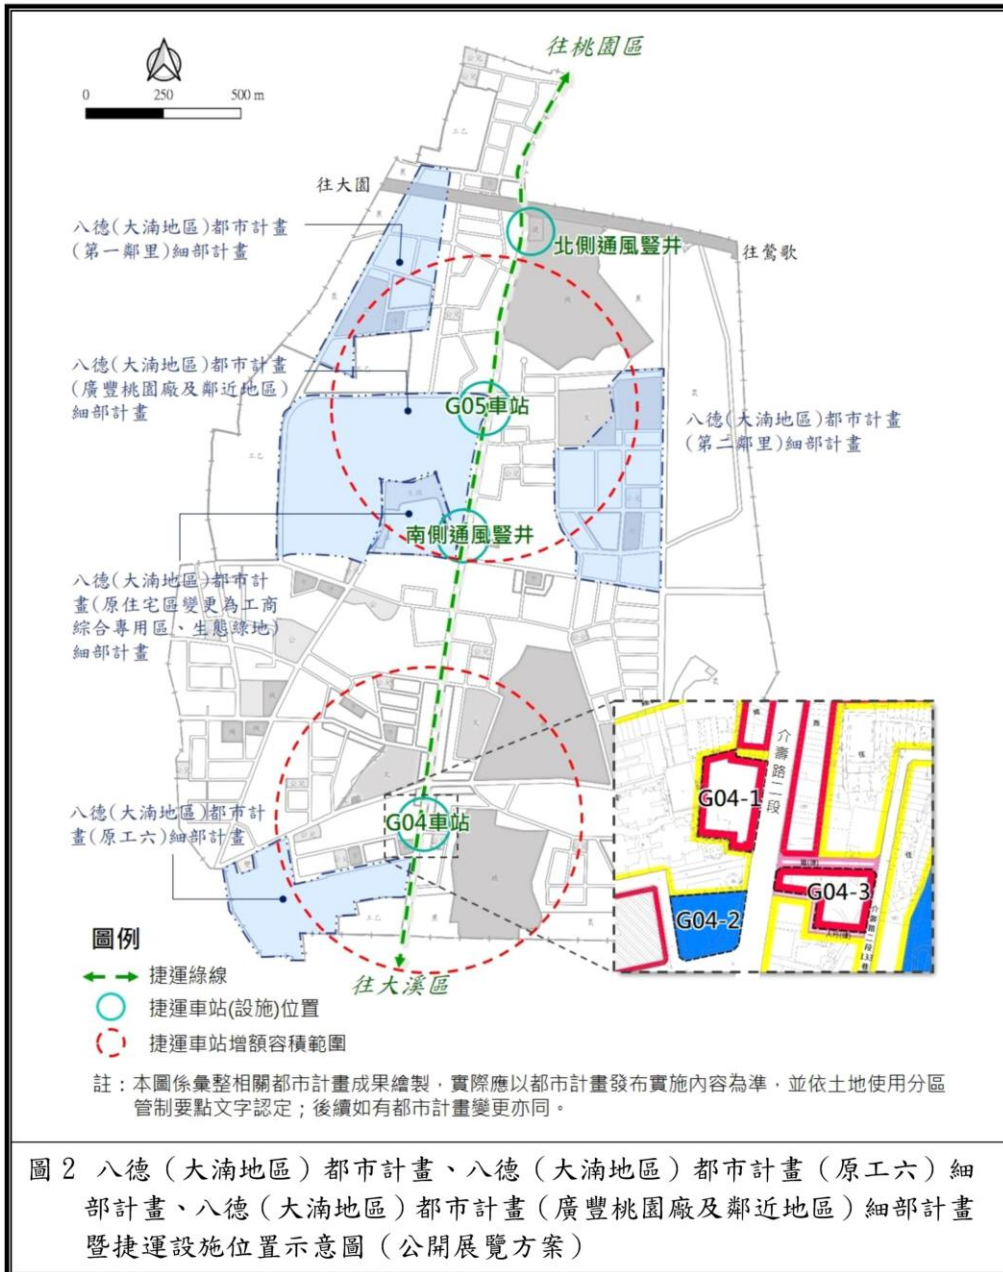 往桃園區
0 250 500 m
工乙
往大園
八德(大湳地區)都市計畫
(第一鄰里)細部計畫
北側通風豎井
往鶯歌
八德(大湳地區)都市計畫
(廣豐桃園廠及鄰近地區)
細部計畫
G05車站
八德(大湳地區)都市計畫
(第二鄰里)細部計畫
工乙
南側通風豎井
八德(大湳地區)都市計
畫(原住宅區變更為工商
綜合專用區、生態綠地)
細部計畫
介壽路二段
G04-1
八德(大湳地區)都市計
畫(原工六)細部計畫
G04車站
G04-3
G04-2
介壽路二段133巷
工乙
圖例
捷運綠線
往大溪區
捷運車站(設施)位置
捷運車站增額容積範圍
註：本圖係彙整相關都市計畫成果繪製，實際應以都市計畫發布實施內容為準，並依土地使用分區
管制要點文字認定；後續如有都市計畫變更亦同。
圖 2 八德（大湳地區）都市計畫、八德（大湳地區）都市計畫（原工六）細
部計畫、八德（大湳地區）都市計畫（廣豐桃園廠及鄰近地區）細部計畫
暨捷運設施位置示意圖（公開展覽方案）